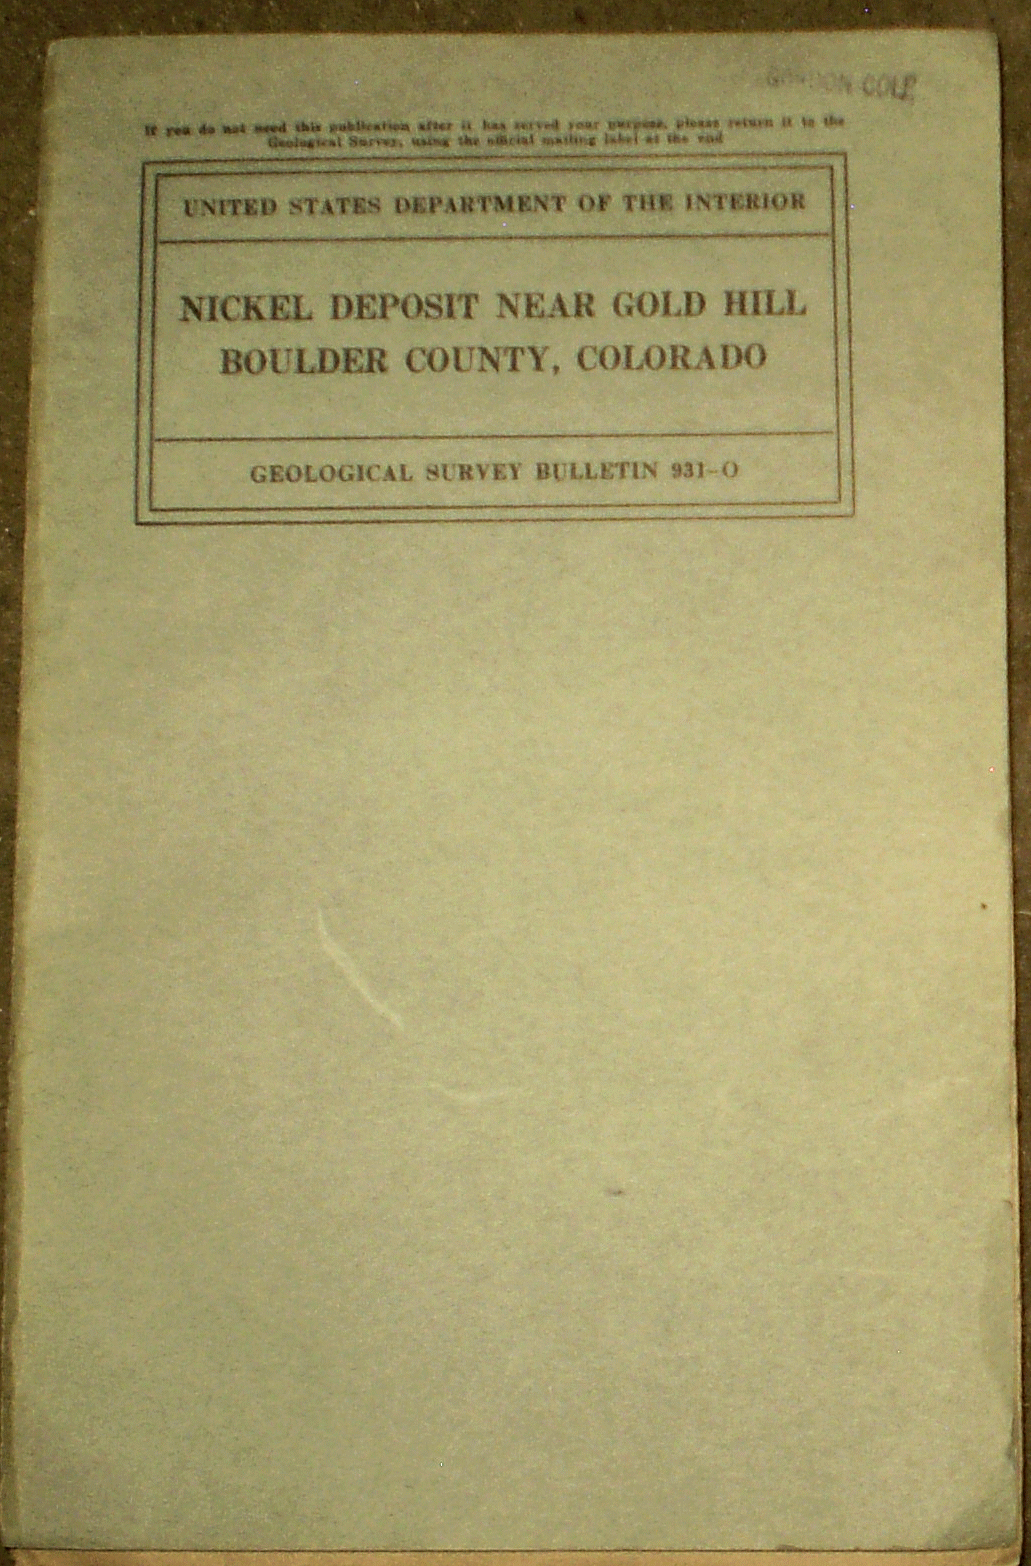 COLE
If you do not need this publication after it has served your purpose, please return it to the
Geological Survey, using the official mailing label at the end
UNITED STATES DEPARTMENT OF THE INTERIOR
NICKEL DEPOSIT NEAR GOLD HILL
BOULDER COUNTY, COLORADO
GEOLOGICAL SURVEY BULLETIN 931-O